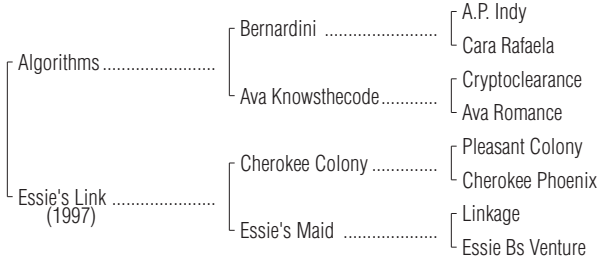 A.P. Indy
Bernardini ........................
Cara Rafaela
Algorithms ........................
Cryptoclearance
Ava Knowsthecode............
Ava Romance
Pleasant Colony
Cherokee Colony ..............
Cherokee Phoenix
Essie's Link ......................
(1997)
Linkage
Essie's Maid ....................
Essie Bs Venture